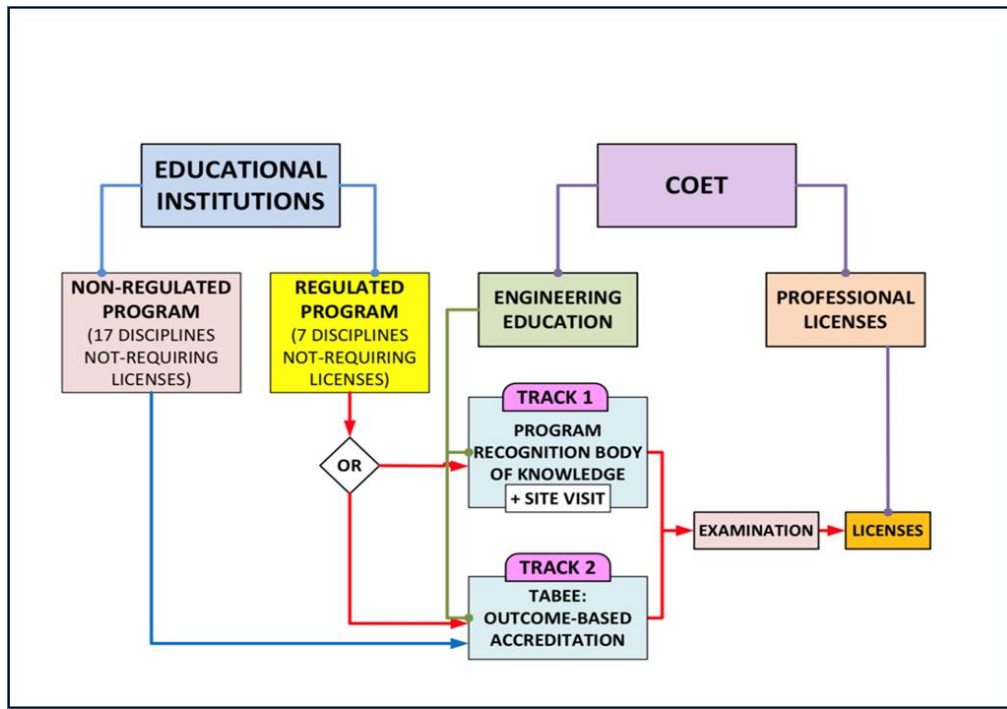 EDUCATIONAL
INSTITUTIONS
COET
NON-REGULATED
PROGRAM
(17 DISCIPLINES
NOT-REQUIRING
LICENSES)
REGULATED
PROGRAM
(7 DISCIPLINES
NOT-REQUIRING
LICENSES)
ENGINEERING
EDUCATION
PROFESSIONAL
LICENSES
OR
TRACK 1
PROGRAM
RECOGNITION BODY
OF KNOWLEDGE
+ SITE VISIT
TRACK 2
TABEE:
OUTCOME-BASED
ACCREDITATION
EXAMINATION
LICENSES